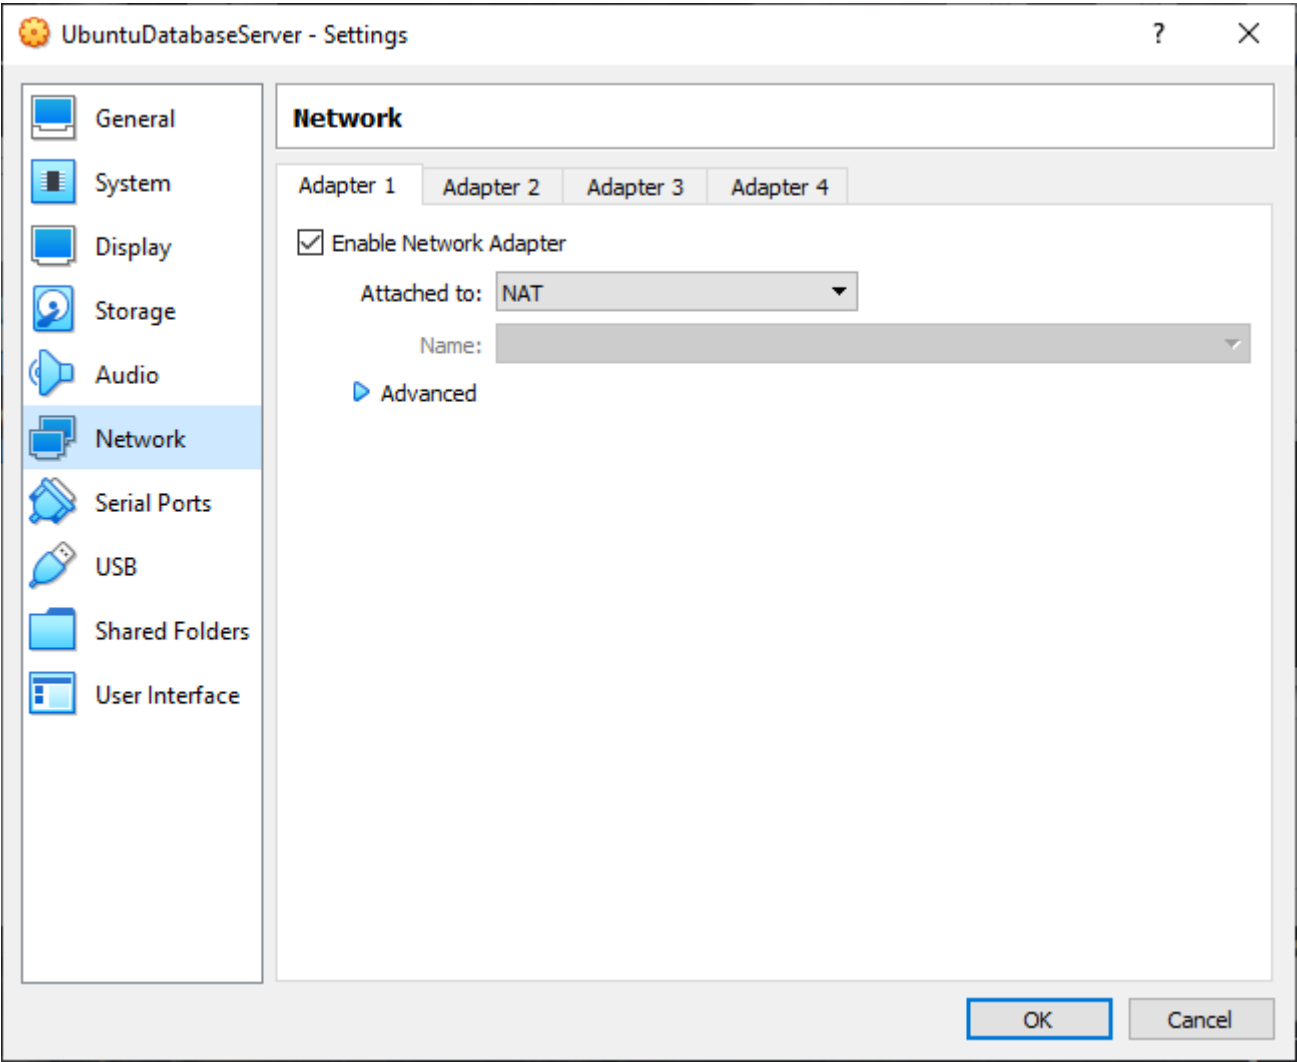 UbuntuDatabaseServer - Settings
?
General
System
Display
Storage
Audio
Network
Serial Ports
USB
Shared Folders
User Interface
Network
Adapter 1 Adapter 2 Adapter 3 Adapter 4
Enable Network Adapter
Attached to: NAT
Name:
Advanced
OK Cancel